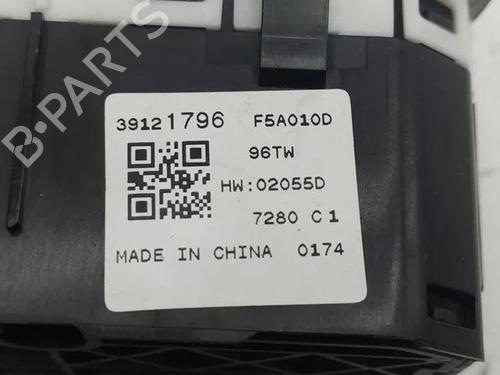 39121796 F5A010D
96TW
HW:02055D
7280 C1
MADE IN CHINA 0174
B-PARTS